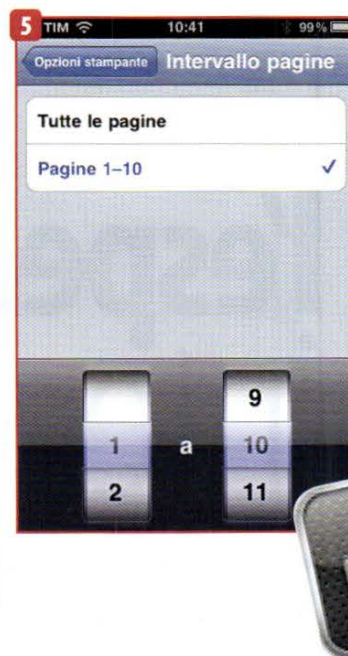 5 TIM 10:41 99%
Opzioni stampante Intervallo pagine
Tutte le pagine
Pagine 1–10
9
1 a 10
2 11